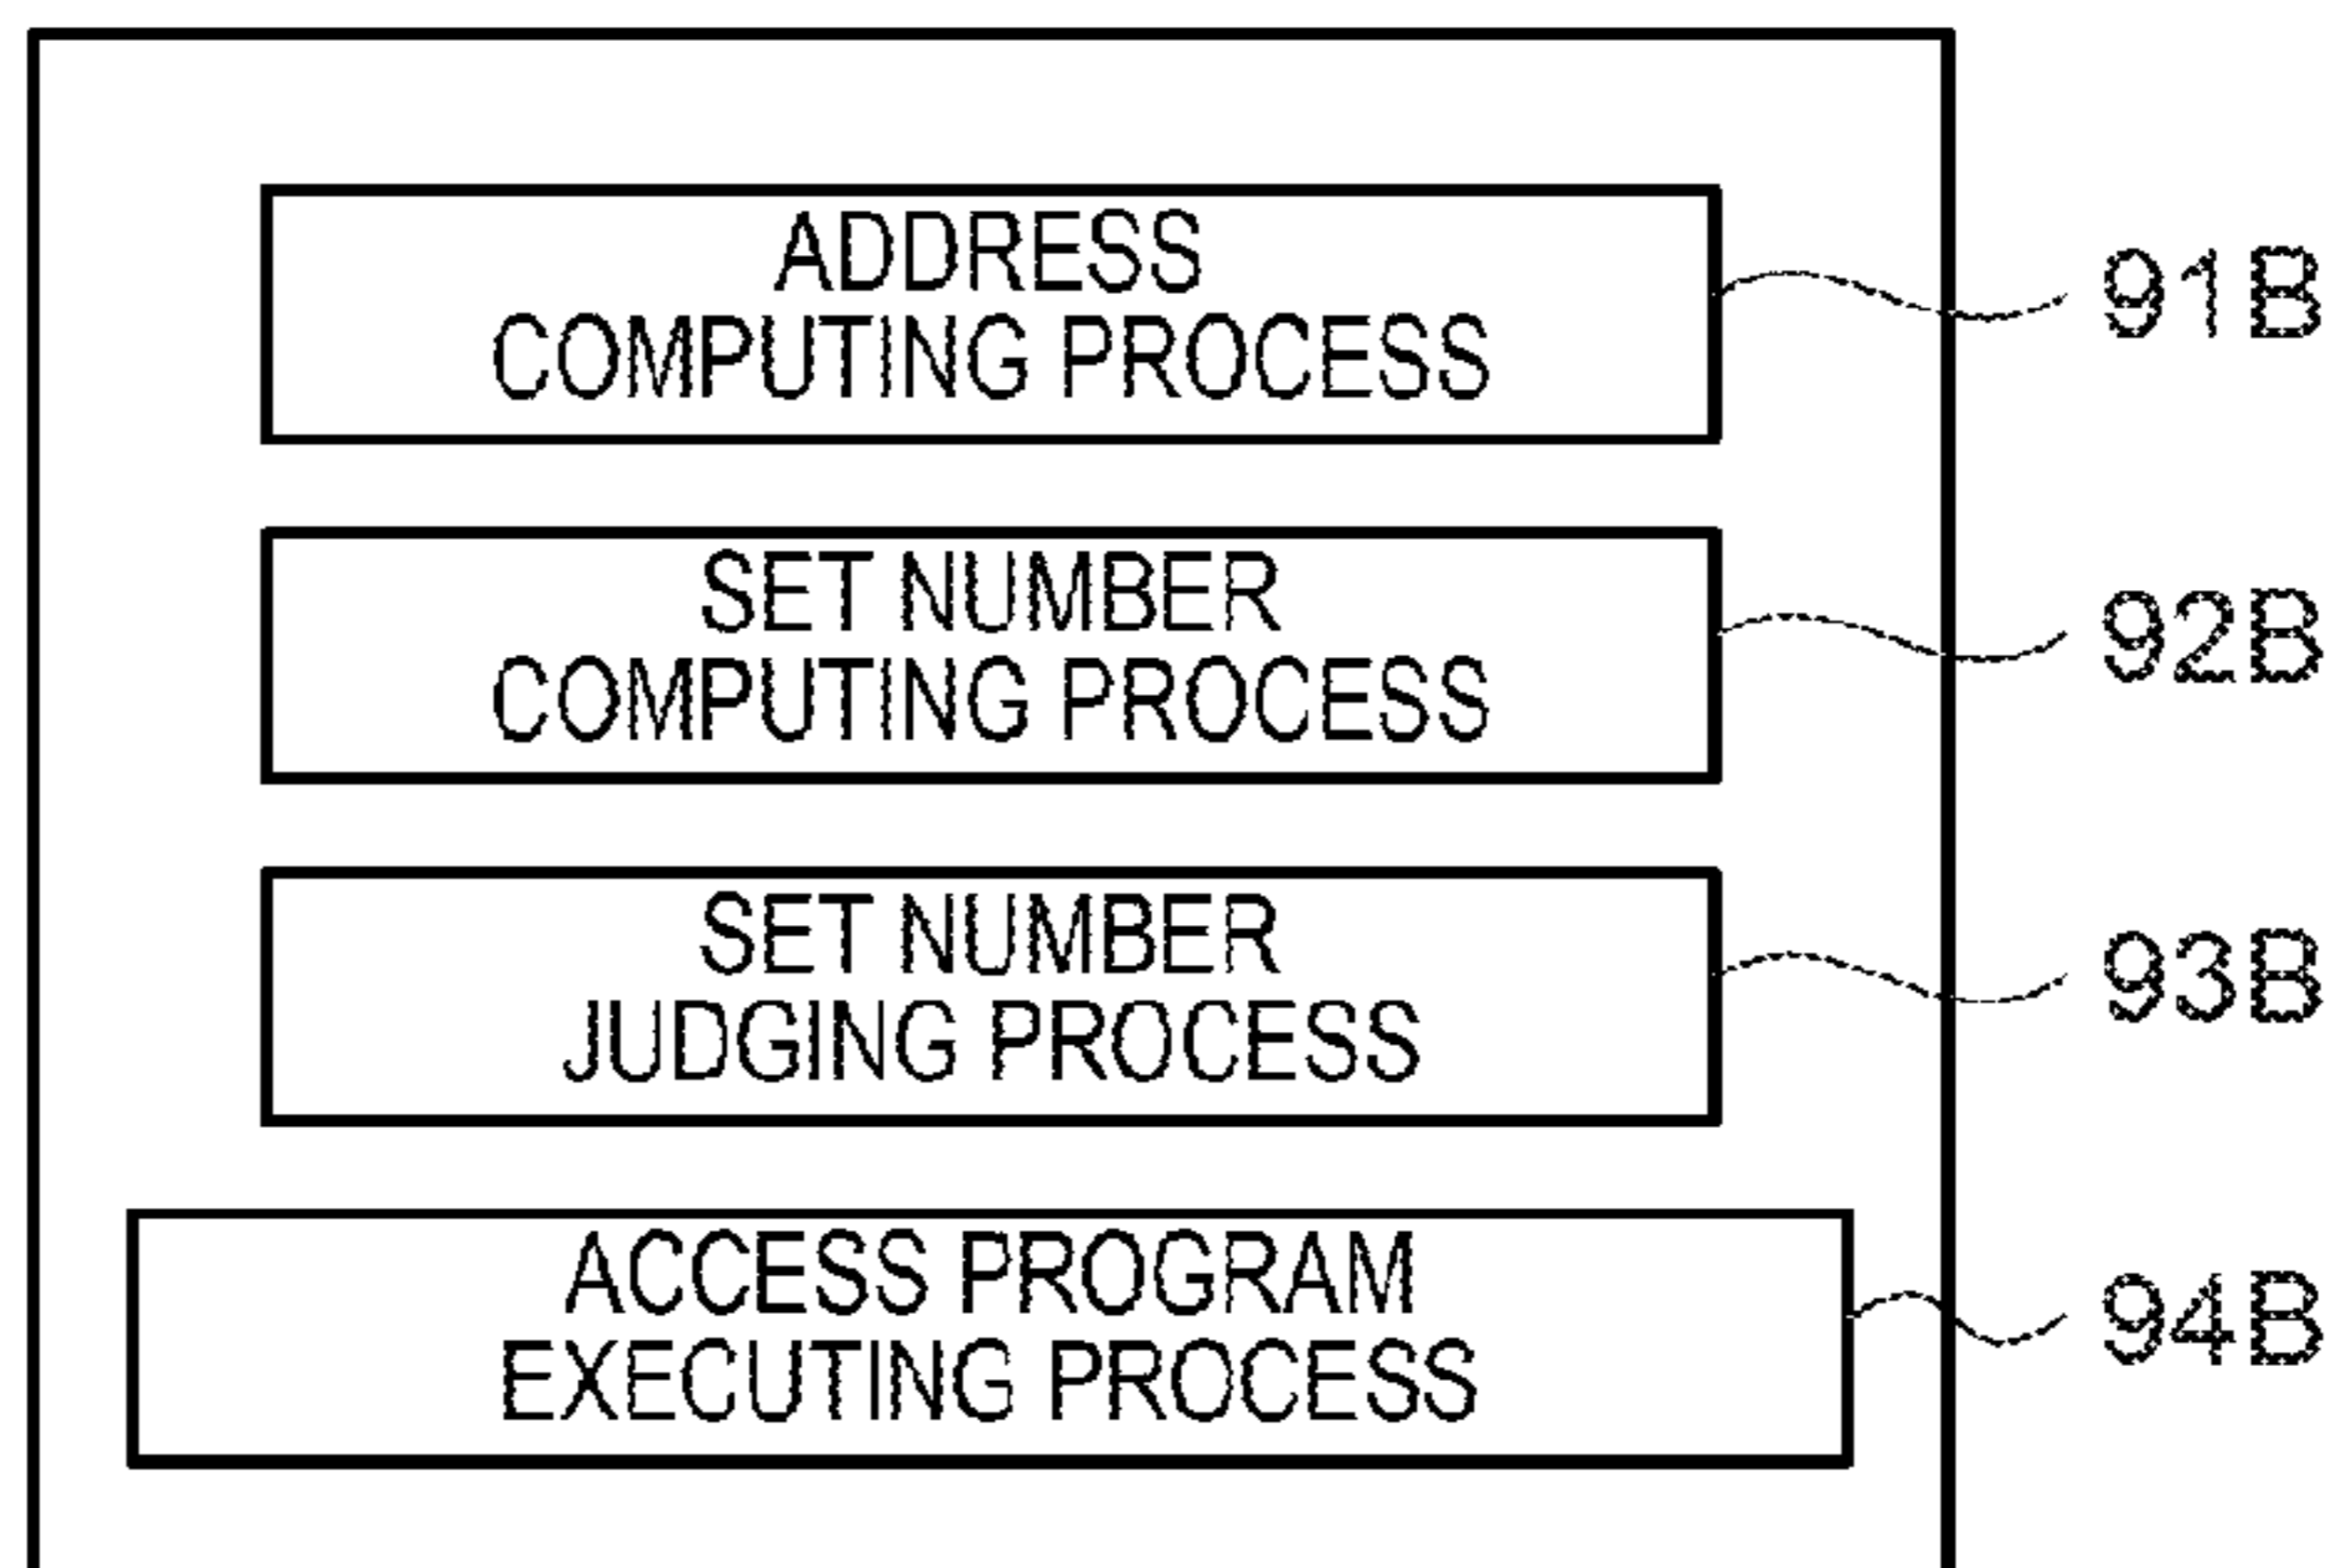 ADDRESS
COMPUTING PROCESS
91B
SET NUMBER
COMPUTING PROCESS
92B
SET NUMBER
JUDGING PROCESS
93B
ACCESS PROGRAM
EXECUTING PROCESS
94B